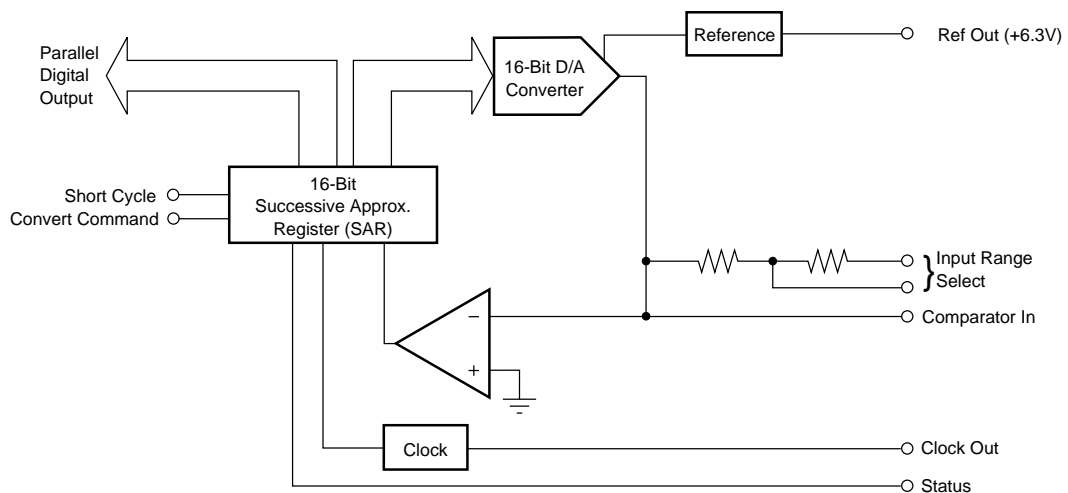 Parallel
Digital
Output
16-Bit D/A
Converter
Reference
Ref Out (+6.3V)
Short Cycle
Convert Command
16-Bit
Successive Approx.
Register (SAR)
Input Range
Select
Comparator In
−
+
Clock
Clock Out
Status